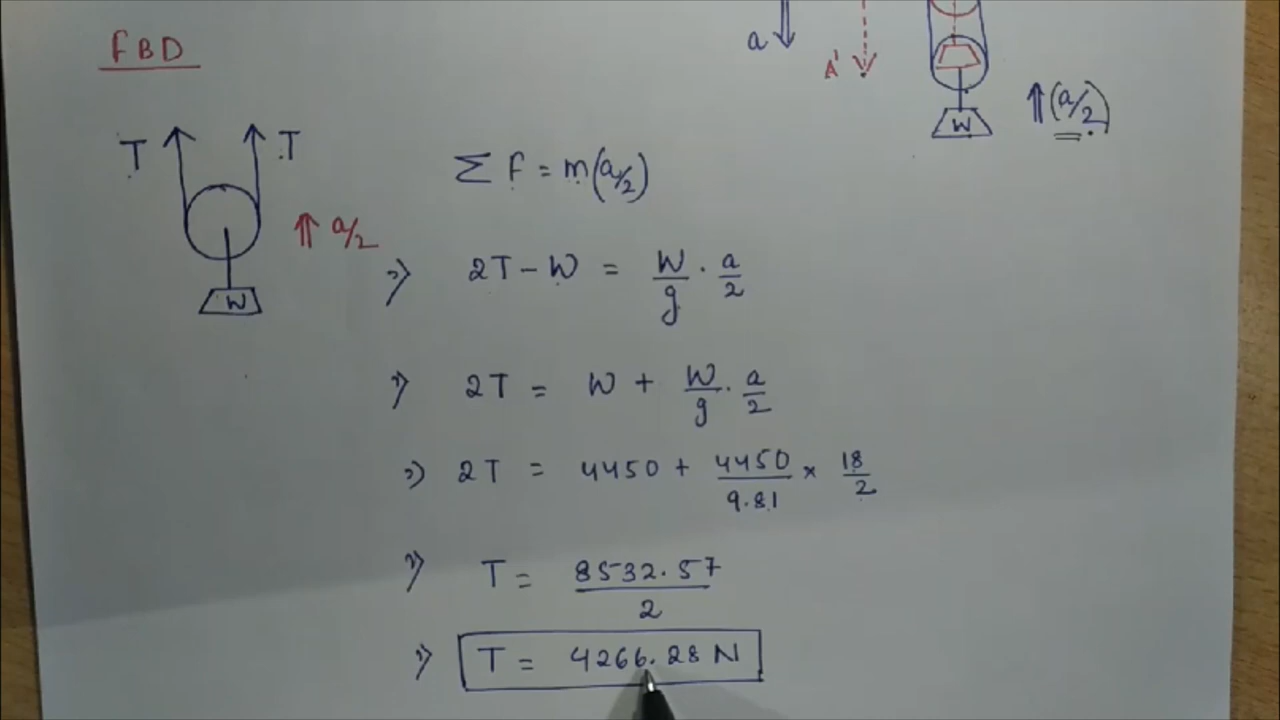 FBD
a
A'
W
(a/2)
T
T
a/2
W
Σ F = m(a/2)
⇒ 2T - W = W/g · a/2
⇒ 2T = W + W/g · a/2
⇒ 2T = 4450 + 4450/9.81 × 18/2
⇒ T = 8532.57/2
⇒ T = 4266.28 N